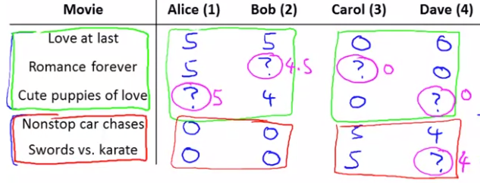 Movie Alice (1) Bob (2) Carol (3) Dave (4)
Love at last 5 5 0 0
Romance forever 5 ? 4.5 ? 0 0
Cute puppies of love ? 5 4 0 ? 0
Nonstop car chases 0 0 5 4
Swords vs. karate 0 0 5 ? 4